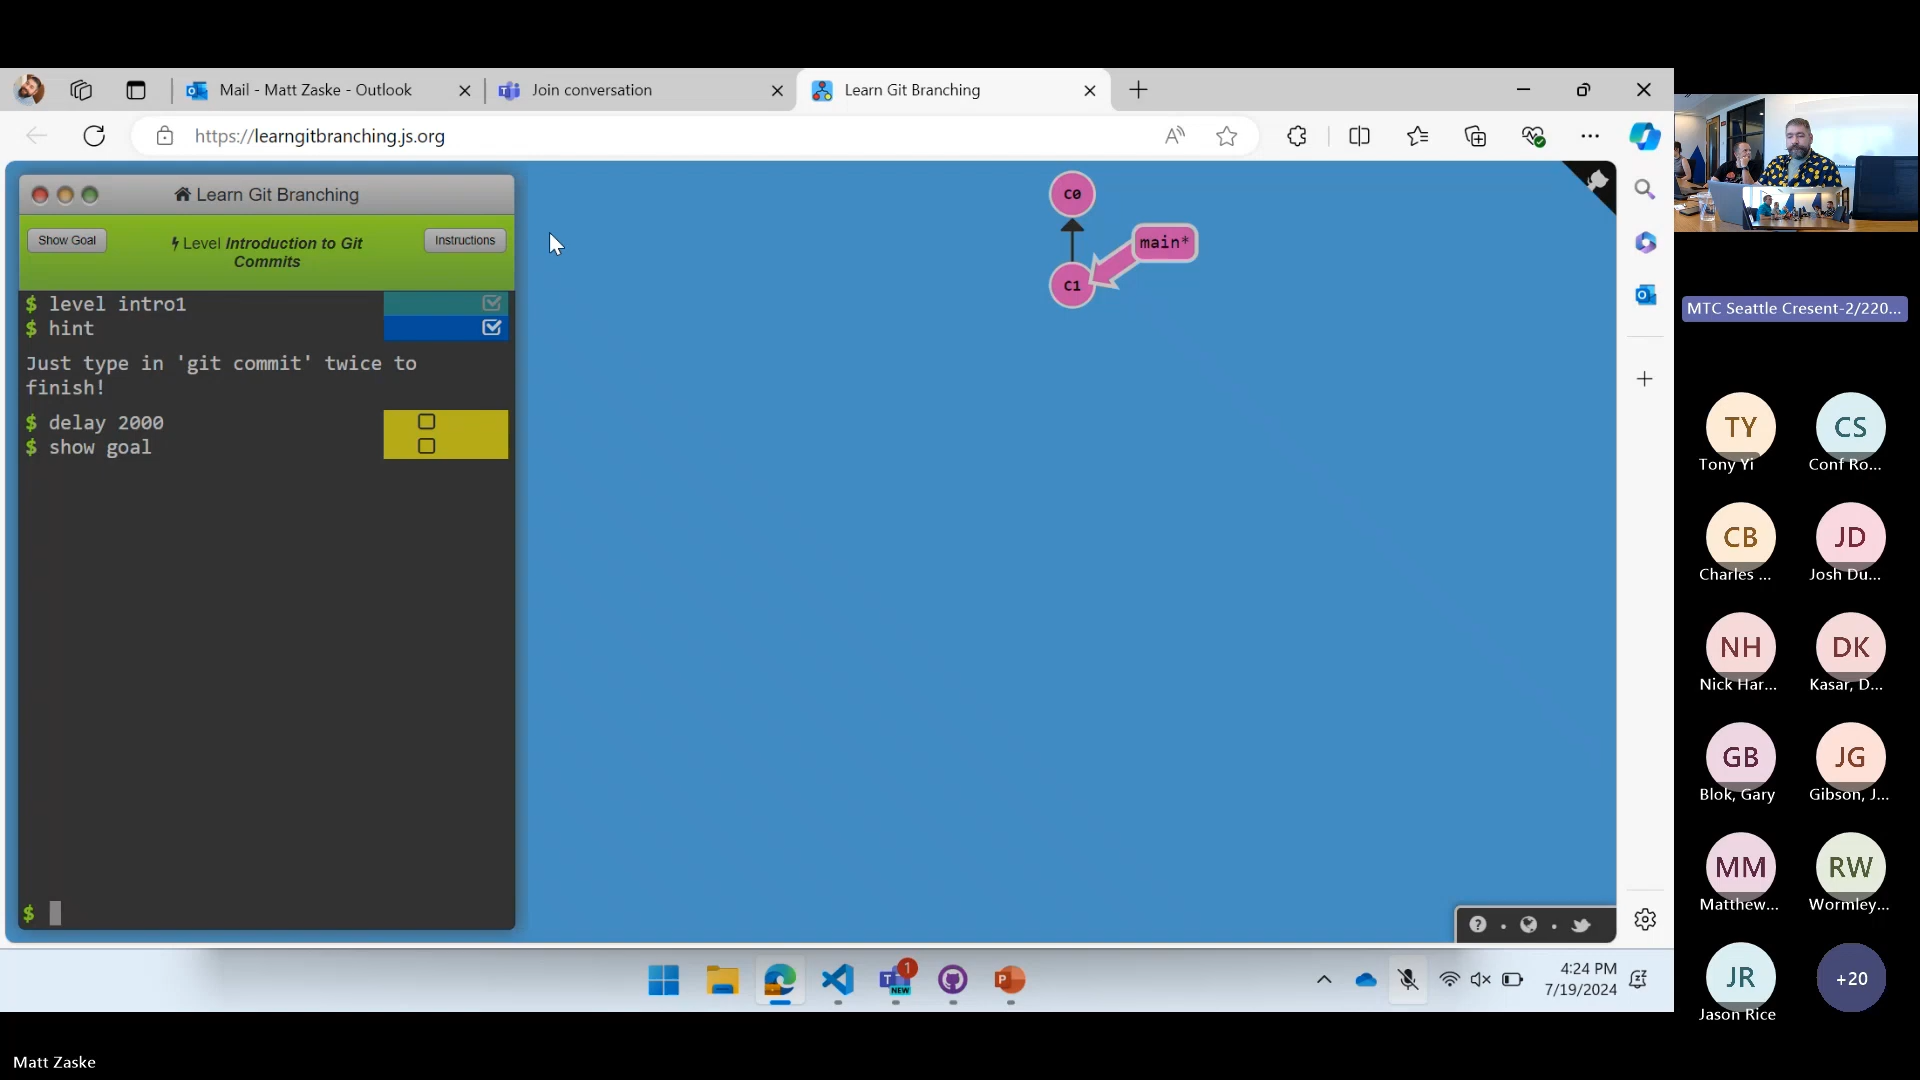 Mail - Matt Zaske - Outlook
Join conversation
Learn Git Branching
https://learngitbranching.js.org
Learn Git Branching
Show Goal
Level Introduction to Git Commits
Instructions
$ level intro1
$ hint
Just type in 'git commit' twice to
finish!
$ delay 2000
$ show goal
$
C0
main*
C1
MTC Seattle Cresent-2/220...
TY
Tony Yi
CS
Conf Ro...
CB
Charles ...
JD
Josh Du...
NH
Nick Har...
DK
Kasar, D...
GB
Blok, Gary
JG
Gibson, J...
MM
Matthew...
RW
Wormley,...
JR
Jason Rice
+20
1
NEW
4:24 PM
7/19/2024
Matt Zaske